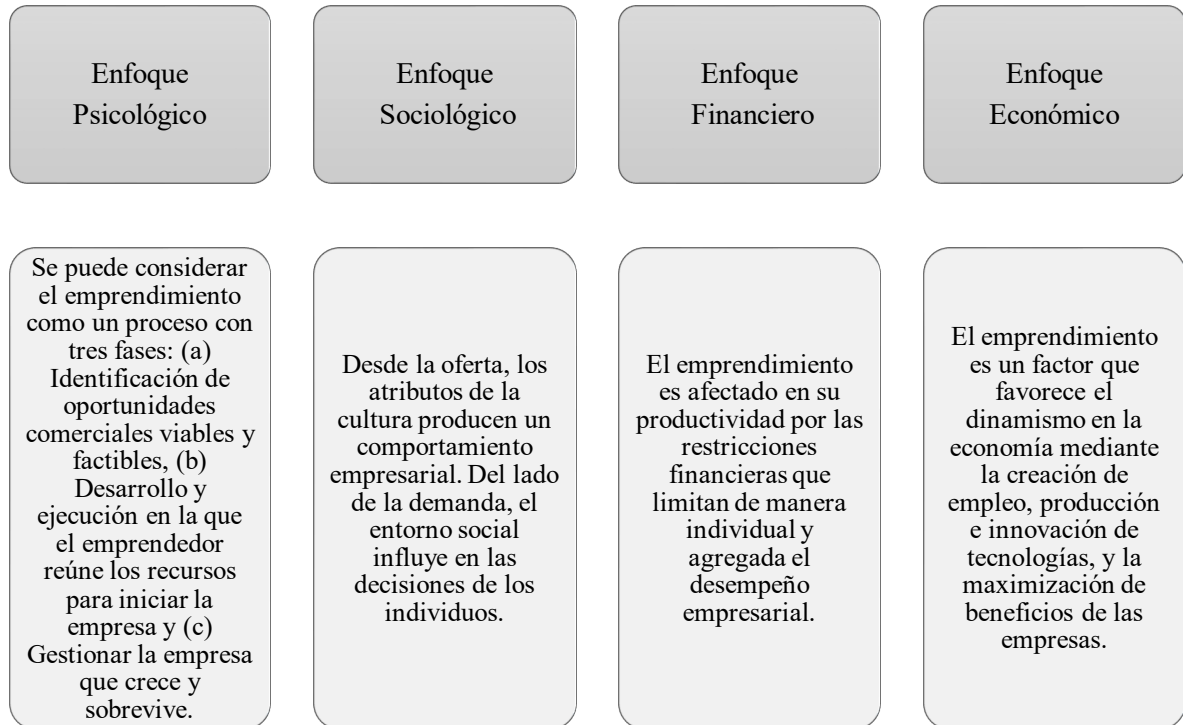 Enfoque
Psicológico
Enfoque
Sociológico
Enfoque
Financiero
Enfoque
Económico
Se puede considerar
el emprendimiento
como un proceso con
tres fases: (a)
Identificación de
oportunidades
comerciales viables y
factibles, (b)
Desarrollo y
ejecución en la que
el emprendedor
reúne los recursos
para iniciar la
empresa y (c)
Gestionar la empresa
que crece y
sobrevive.
Desde la oferta, los
atributos de la
cultura producen un
comportamiento
empresarial. Del lado
de la demanda, el
entorno social
influye en las
decisiones de los
individuos.
El emprendimiento
es afectado en su
productividad por las
restricciones
financieras que
limitan de manera
individual y
agregada el
desempeño
empresarial.
El emprendimiento
es un factor que
favorece el
dinamismo en la
economía mediante
la creación de
empleo, producción
e innovación de
tecnologías, y la
maximización de
beneficios de las
empresas.